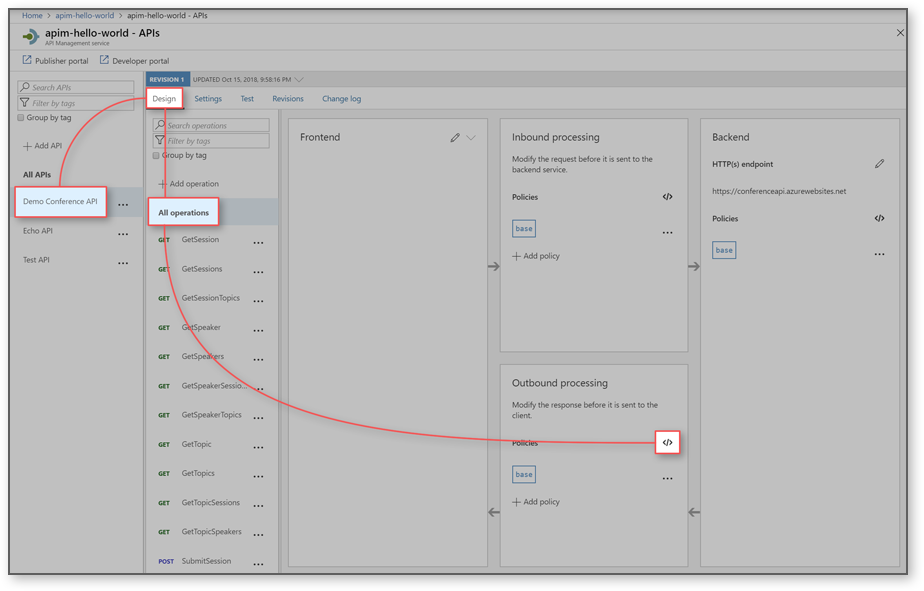 Home > apim-hello-world > apim-hello-world - APIs
apim-hello-world - APIs
API Management service
Publisher portal Developer portal
Search APIs
Filter by tags
Group by tag
Add API
All APIs
Demo Conference API
Echo API
Test API
REVISION 1 UPDATED Oct 15, 2018, 9:58:16 PM
Design Settings Test Revisions Change log
Search operations
Filter by tags
Group by tag
Add operation
All operations
GET GetSession
GET GetSessions
GET GetSessionTopics
GET GetSpeaker
GET GetSpeakers
GET GetSpeakerSessio...
GET GetSpeakerTopics
GET GetTopic
GET GetTopics
GET GetTopicSessions
GET GetTopicSpeakers
POST SubmitSession
Frontend
Inbound processing
Modify the request before it is sent to the
backend service.
Policies </>
base
Add policy
Outbound processing
Modify the response before it is sent to the
client.
Policies </>
base
Add policy
Backend
HTTP(s) endpoint
https://conferenceapi.azurewebsites.net
Policies </>
base